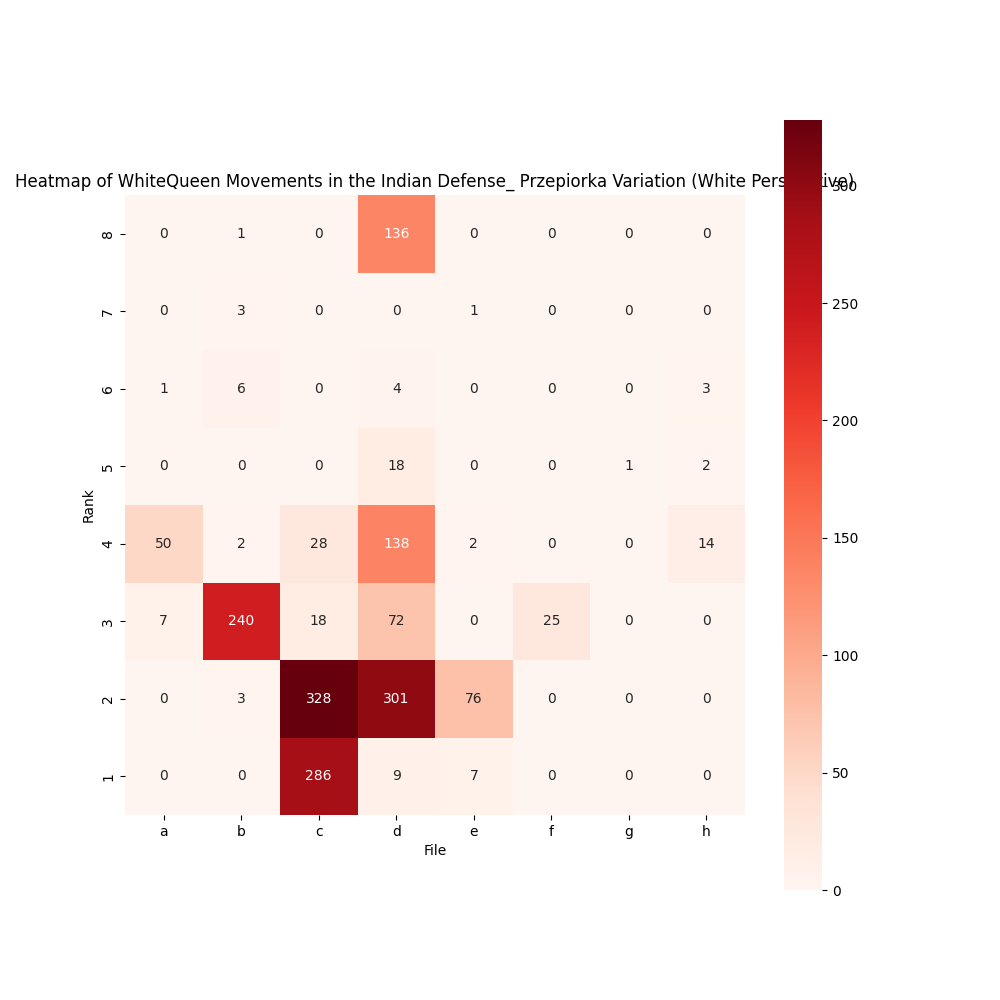 Heatmap of WhiteQueen Movements in the Indian Defense_ Przepiorka Variation (White Perspective)
300
8 0 1 0 136 0 0 0 0
250
7 0 3 0 0 1 0 0 0
6 1 6 0 4 0 0 0 3
200
5 0 0 0 18 0 0 1 2
150
Rank
4 50 2 28 138 2 0 0 14
3 7 240 18 72 0 25 0 0
100
2 0 3 328 301 76 0 0 0
1 0 0 286 9 7 0 0 0
50
a b c d e f g h
File
0